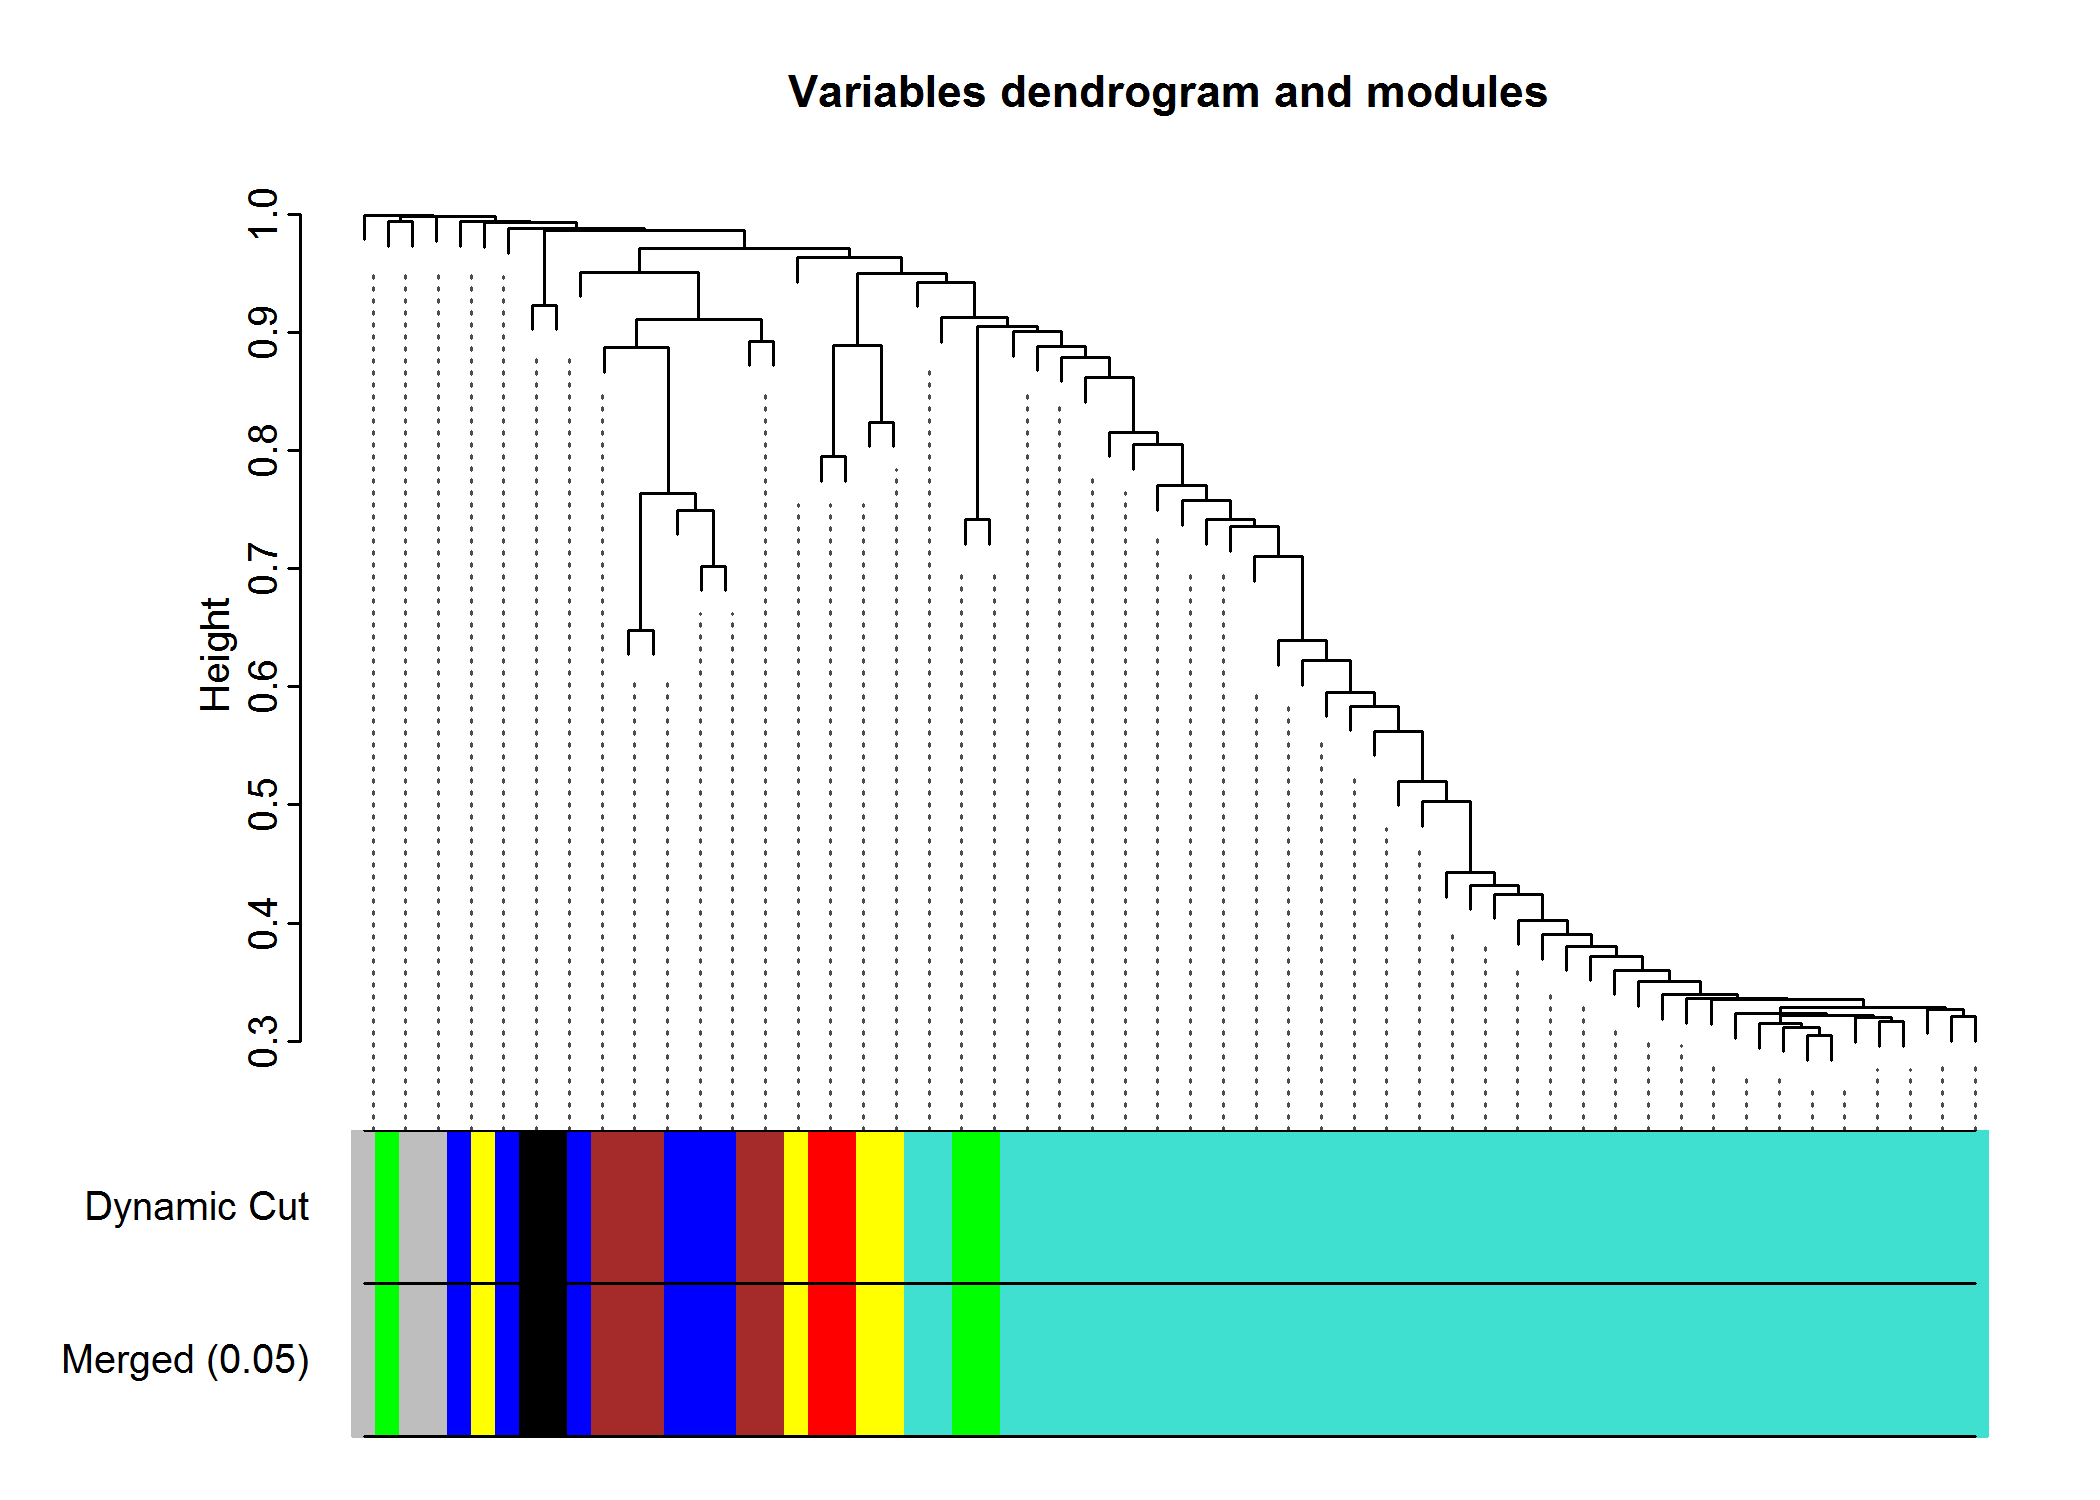 Variables dendrogram and modules
Height
1.0
0.9
0.8
0.7
0.6
0.5
0.4
0.3
Dynamic Cut
Merged (0.05)